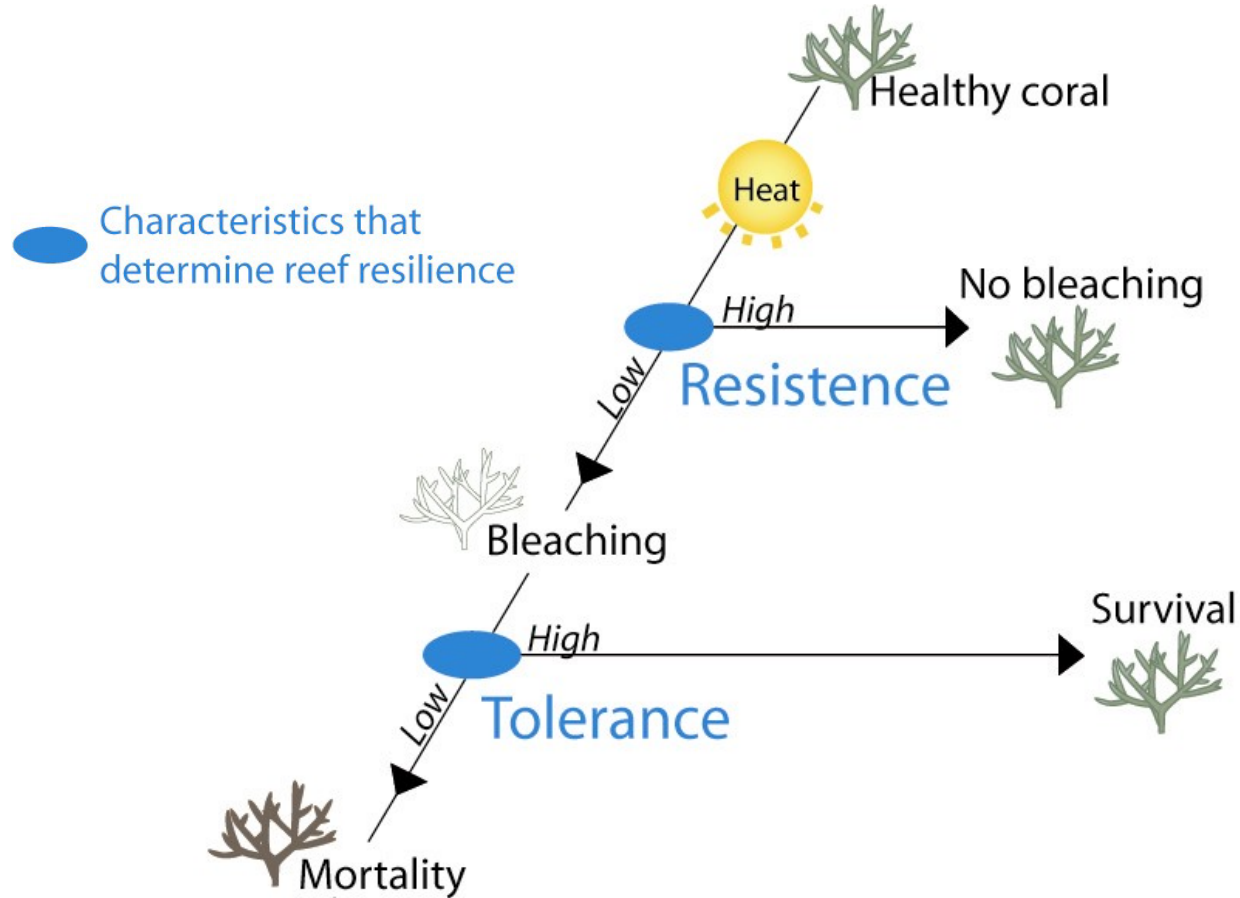 Healthy coral
Heat
Characteristics that
determine reef resilience
No bleaching
High
Resistence
Low
Bleaching
Survival
High
Tolerance
Low
Mortality